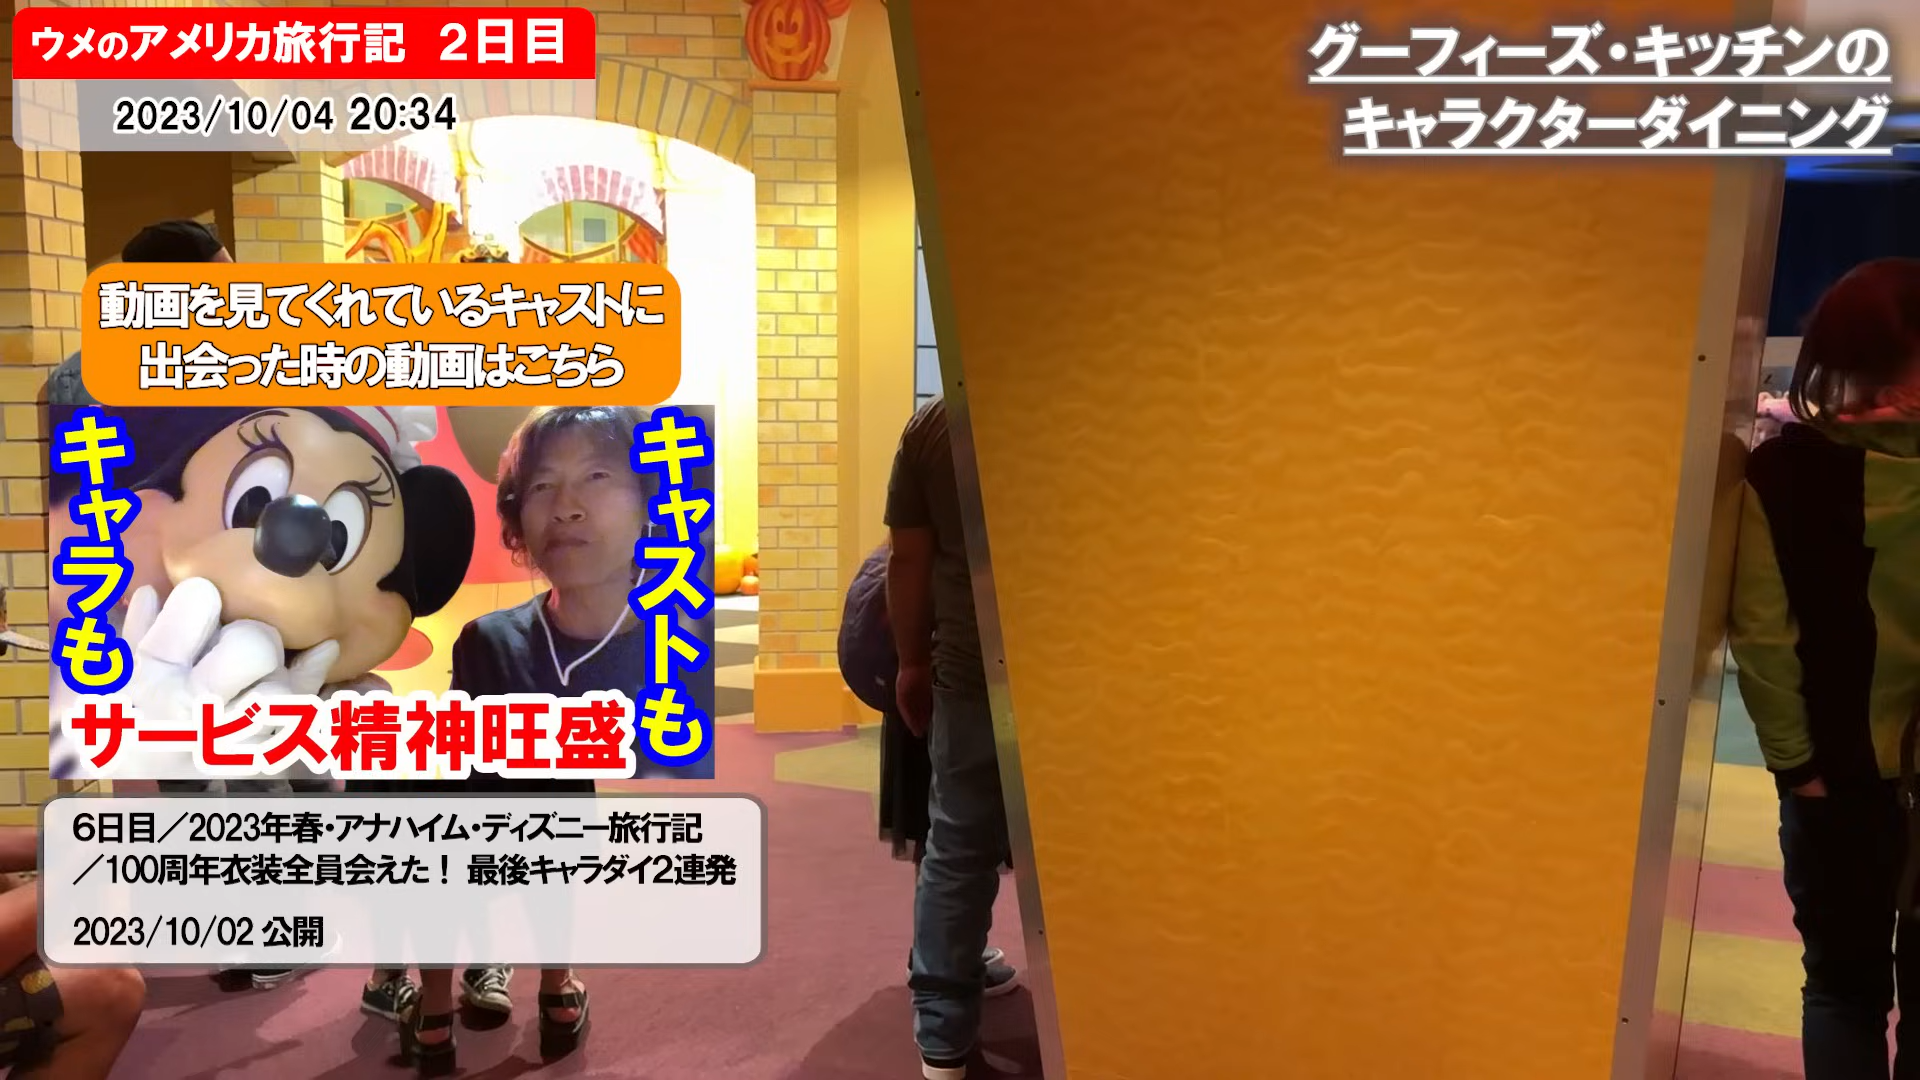 ウメのアメリカ旅行記 2日目
2023/10/04 20:34
グーフィーズ・キッチンの
キャラクターダイニング
動画を見てくれているキャストに
出会った時の動画はこちら
キャラも
キャストも
サービス精神旺盛
6日目／2023年春・アナハイム・ディズニー旅行記
／100周年衣装全員会えた！ 最後キャラダイ2連発
2023/10/02 公開